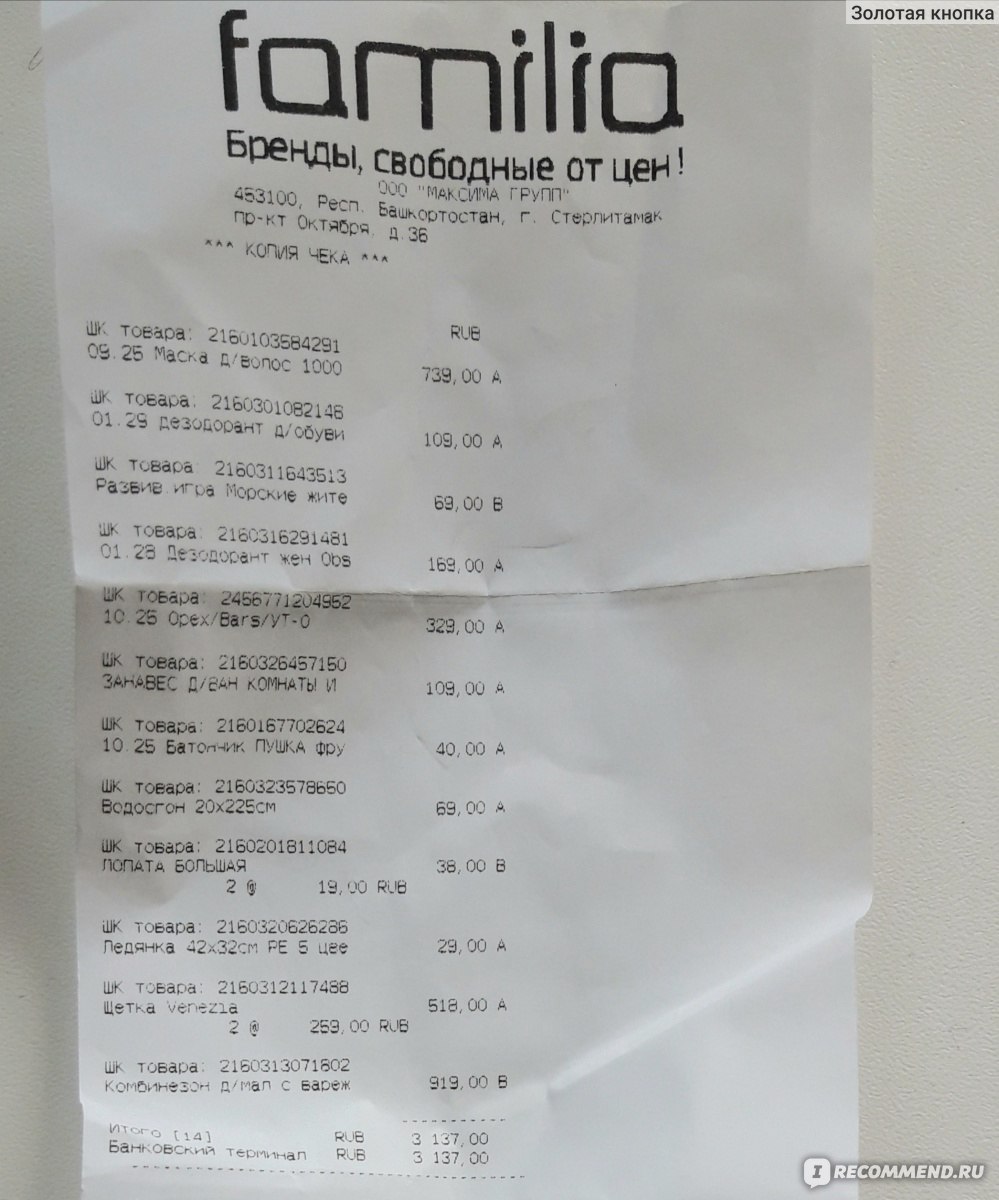 Золотая кнопка
familia
Бренды, свободные от цен!
ООО "МАКСИМА ГРУПП"
453100, Респ. Башкортостан, г. Стерлитамак
пр-кт Октября, д.36
*** КОПИЯ ЧЕКА ***
RUB
ШК товара: 2160103584291
09.25 Маска д/волос 1000 739,00 A
ШК товара: 2160301082146
01.29 Дезодорант д/обуви 109,00 A
ШК товара: 2160311643513
Развив игра Морские жите 69,00 B
ШК товара: 2160316291481
01.28 Дезодорант жен Obs 169,00 A
ШК товара: 2456771204952
10.25 Орех/Bars/УТ-0 329,00 A
ШК товара: 2160326457150
ЗАНАВЕС Д/ВАН КОМНАТЫ И 109,00 A
ШК товара: 2160167702624
10.25 Батончик ПУШКА фру 40,00 A
ШК товара: 2160323578650
Водосгон 20x225см 69,00 A
ШК товара: 2160201811084
ЛОПАТА БОЛЬШАЯ 38,00 B
2 @ 19,00 RUB
ШК товара: 2160320626286
Ледянка 42x32см PE 5 цве 29,00 A
ШК товара: 2160312117488
Щетка Venezia 518,00 A
2 @ 259,00 RUB
ШК товара: 2160313071802
Комбинезон д/мал с вареж 919,00 B
Итого [14] RUB 3 137,00
Банковский терминал RUB 3 137,00
IRECOMMEND.RU